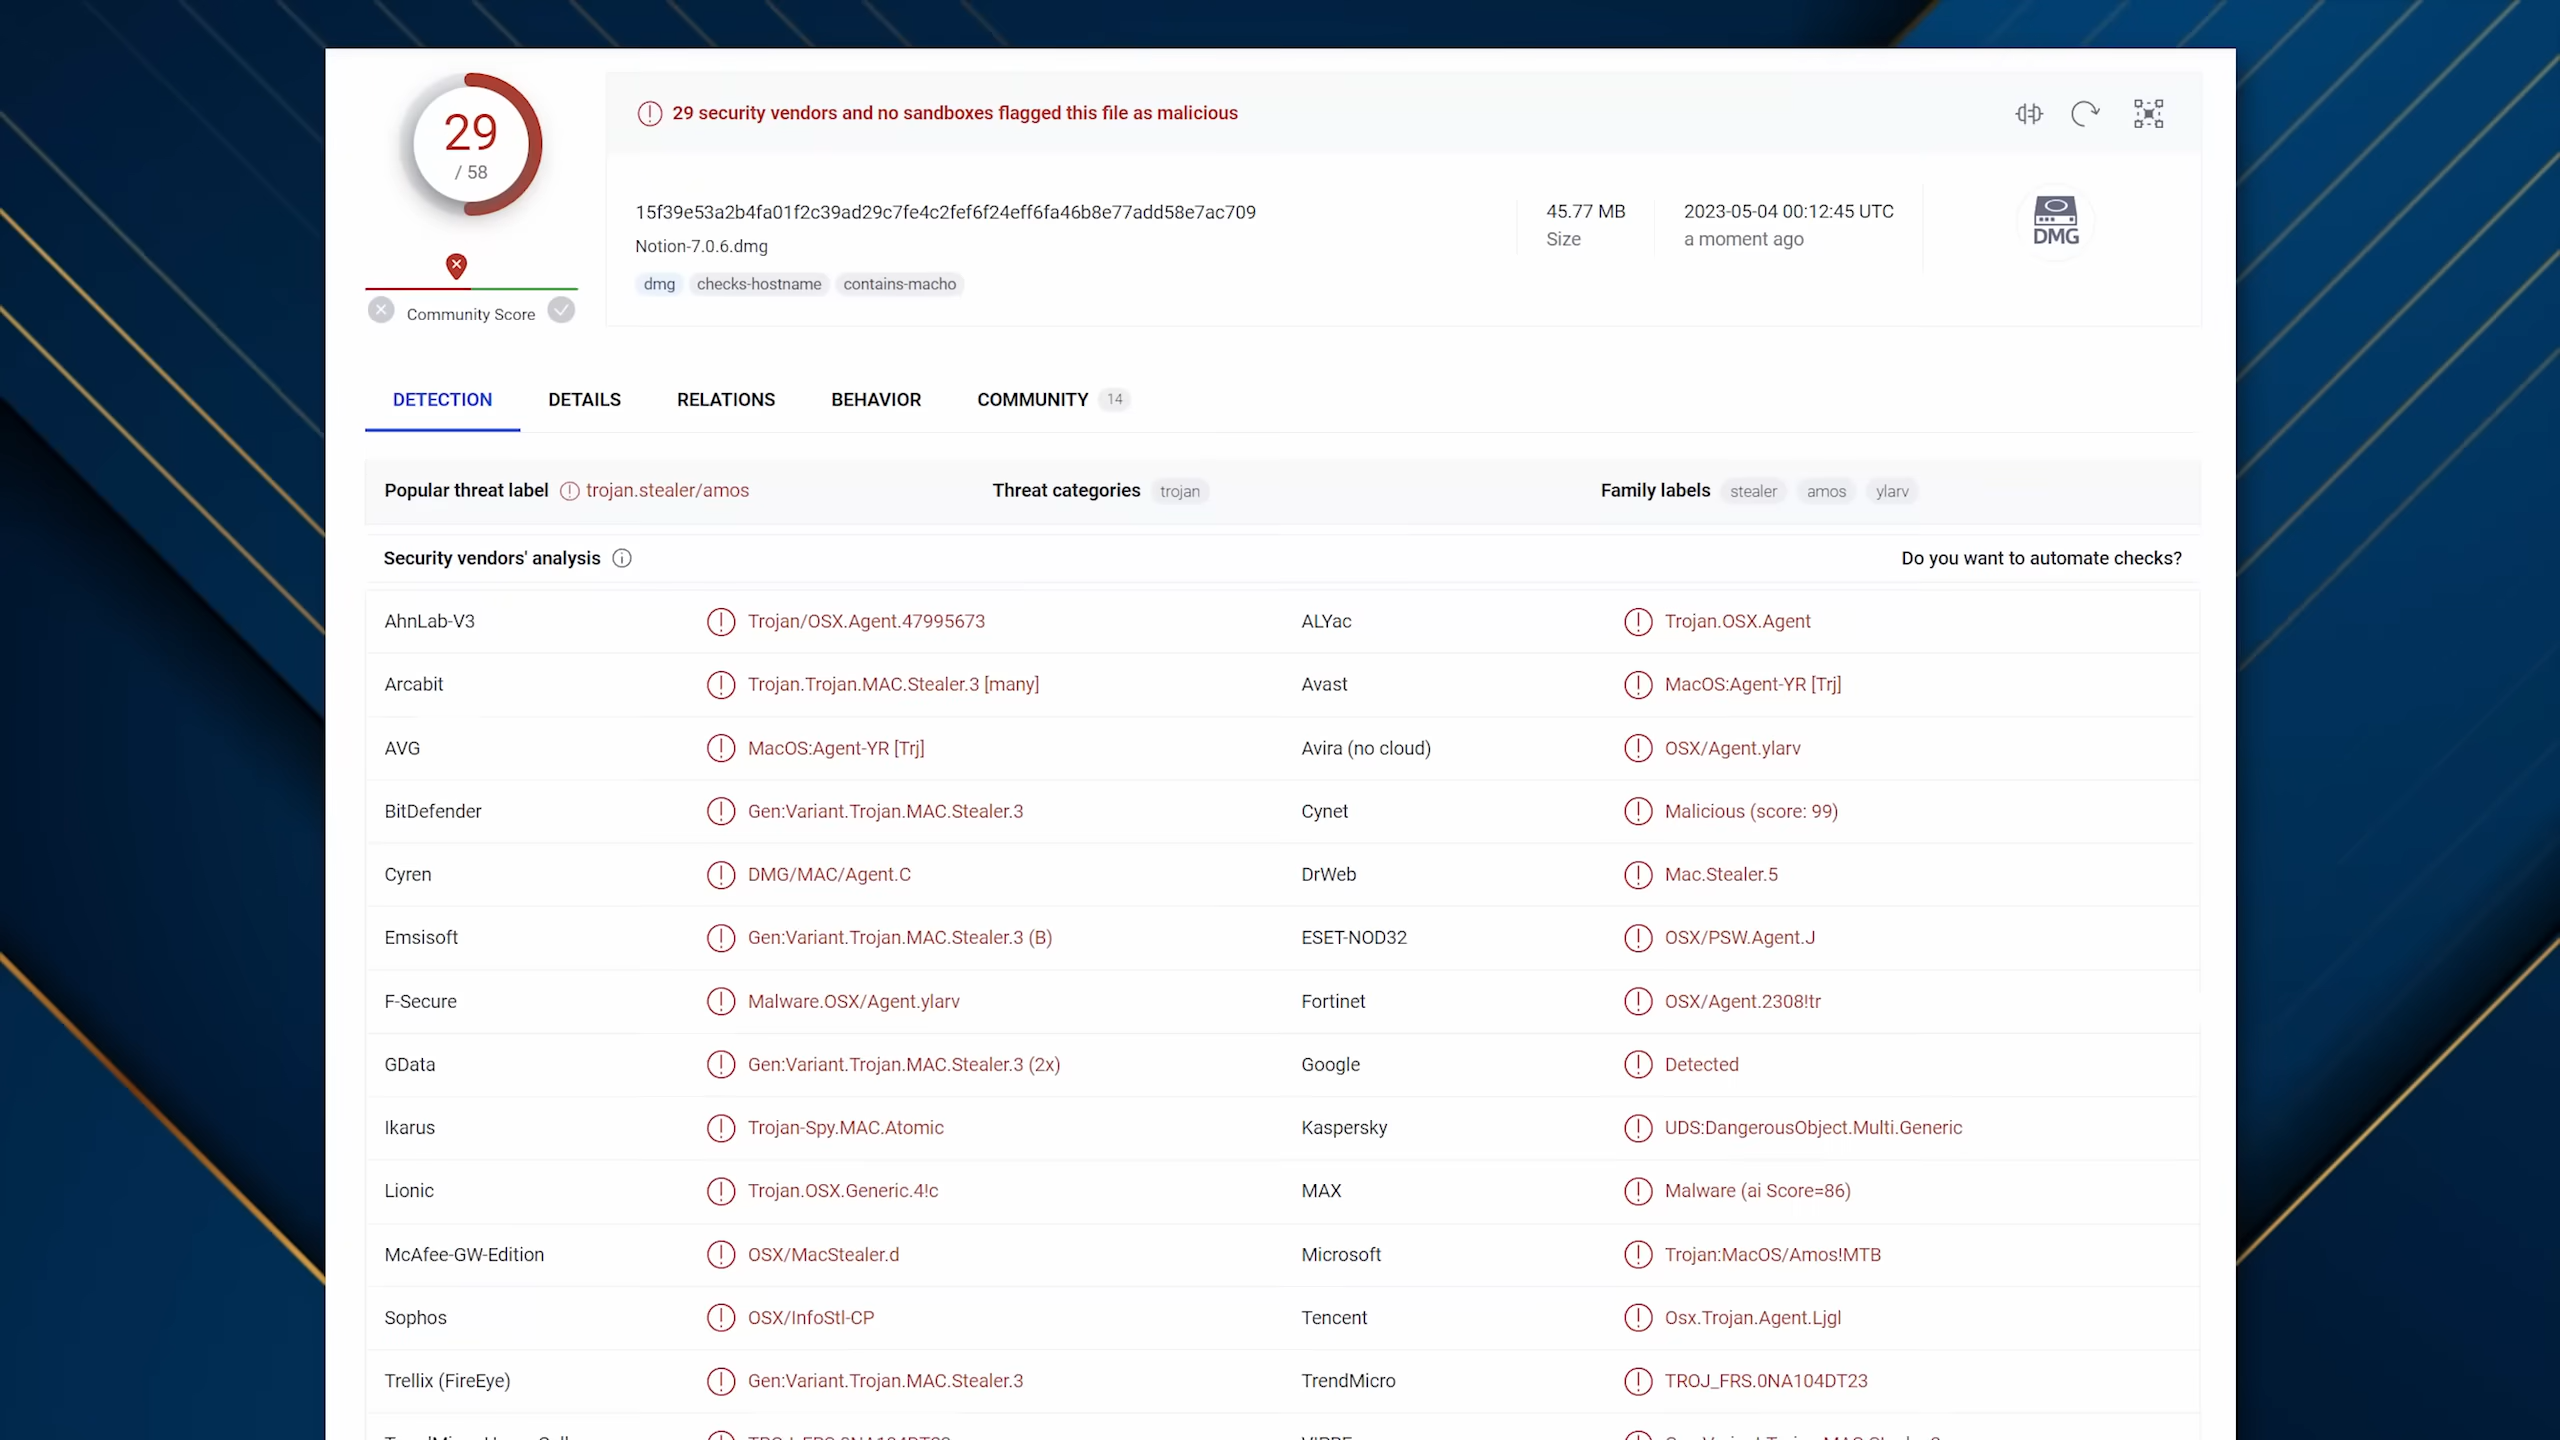 29
/ 58
Community Score
29 security vendors and no sandboxes flagged this file as malicious
15f39e53a2b4fa01f2c39ad29c7fe4c2fef6f24eff6fa46b8e77add58e7ac709
Notion-7.0.6.dmg
dmg checks-hostname contains-macho
45.77 MB
Size
2023-05-04 00:12:45 UTC
a moment ago
DMG
DETECTION DETAILS RELATIONS BEHAVIOR COMMUNITY 14
Popular threat label trojan.stealer/amos Threat categories trojan Family labels stealer amos ylarv
Security vendors' analysis Do you want to automate checks?
AhnLab-V3 Trojan/OSX.Agent.47995673 ALYac Trojan.OSX.Agent
Arcabit Trojan.Trojan.MAC.Stealer.3 [many] Avast MacOS:Agent-YR [Trj]
AVG MacOS:Agent-YR [Trj] Avira (no cloud) OSX/Agent.ylarv
BitDefender Gen:Variant.Trojan.MAC.Stealer.3 Cynet Malicious (score: 99)
Cyren DMG/MAC/Agent.C DrWeb Mac.Stealer.5
Emsisoft Gen:Variant.Trojan.MAC.Stealer.3 (B) ESET-NOD32 OSX/PSW.Agent.J
F-Secure Malware.OSX/Agent.ylarv Fortinet OSX/Agent.2308!tr
GData Gen:Variant.Trojan.MAC.Stealer.3 (2x) Google Detected
Ikarus Trojan-Spy.MAC.Atomic Kaspersky UDS:DangerousObject.Multi.Generic
Lionic Trojan.OSX.Generic.4!c MAX Malware (ai Score=86)
McAfee-GW-Edition OSX/MacStealer.d Microsoft Trojan:MacOS/Amos!MTB
Sophos OSX/InfoStl-CP Tencent Osx.Trojan.Agent.Ljgl
Trellix (FireEye) Gen:Variant.Trojan.MAC.Stealer.3 TrendMicro TROJ_FRS.0NA104DT23